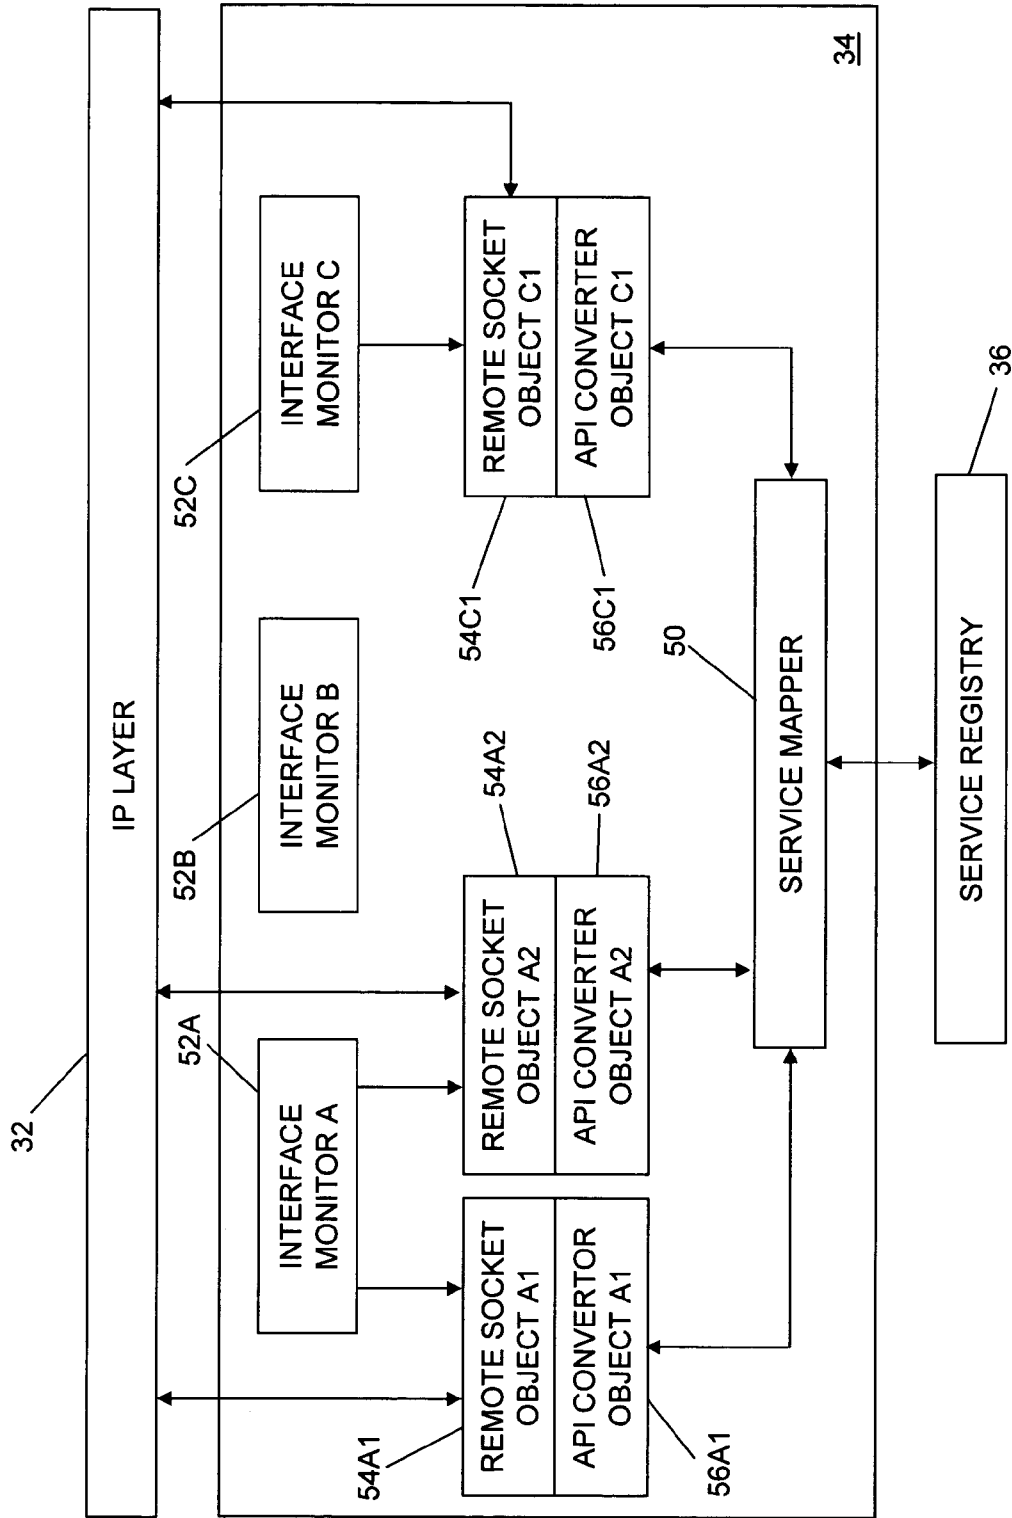 32
IP LAYER
52A
INTERFACE
MONITOR A
52B
INTERFACE
MONITOR B
52C
INTERFACE
MONITOR C
34
54A1
REMOTE SOCKET
OBJECT A1
API CONVERTOR
OBJECT A1
56A1
54A2
REMOTE SOCKET
OBJECT A2
API CONVERTER
OBJECT A2
56A2
54C1
REMOTE SOCKET
OBJECT C1
API CONVERTER
OBJECT C1
56C1
50
SERVICE MAPPER
SERVICE REGISTRY
36